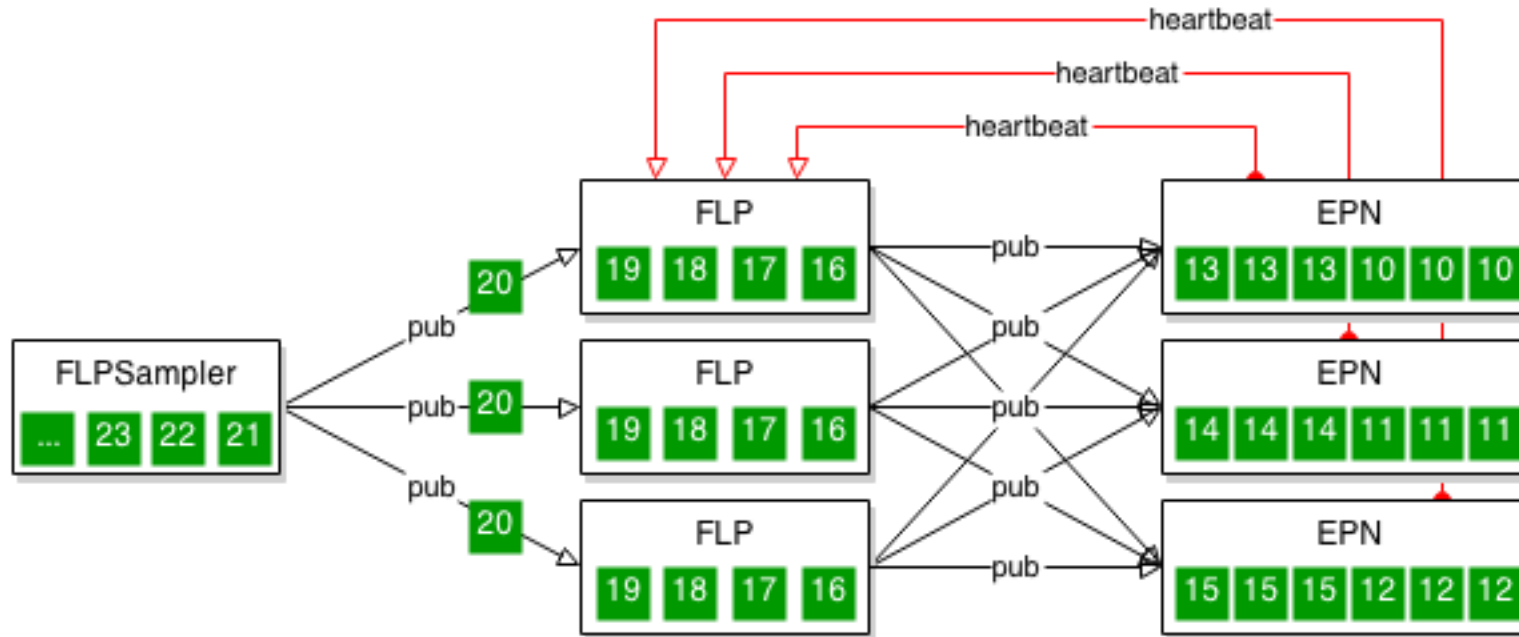 heartbeat
heartbeat
heartbeat
FLP
19 18 17 16
EPN
13 13 13 10 10 10
20
pub
pub
pub
FLPSampler
... 23 22 21
pub
20
FLP
19 18 17 16
pub
EPN
14 14 14 11 11 11
pub
20
pub
FLP
19 18 17 16
pub
EPN
15 15 15 12 12 12